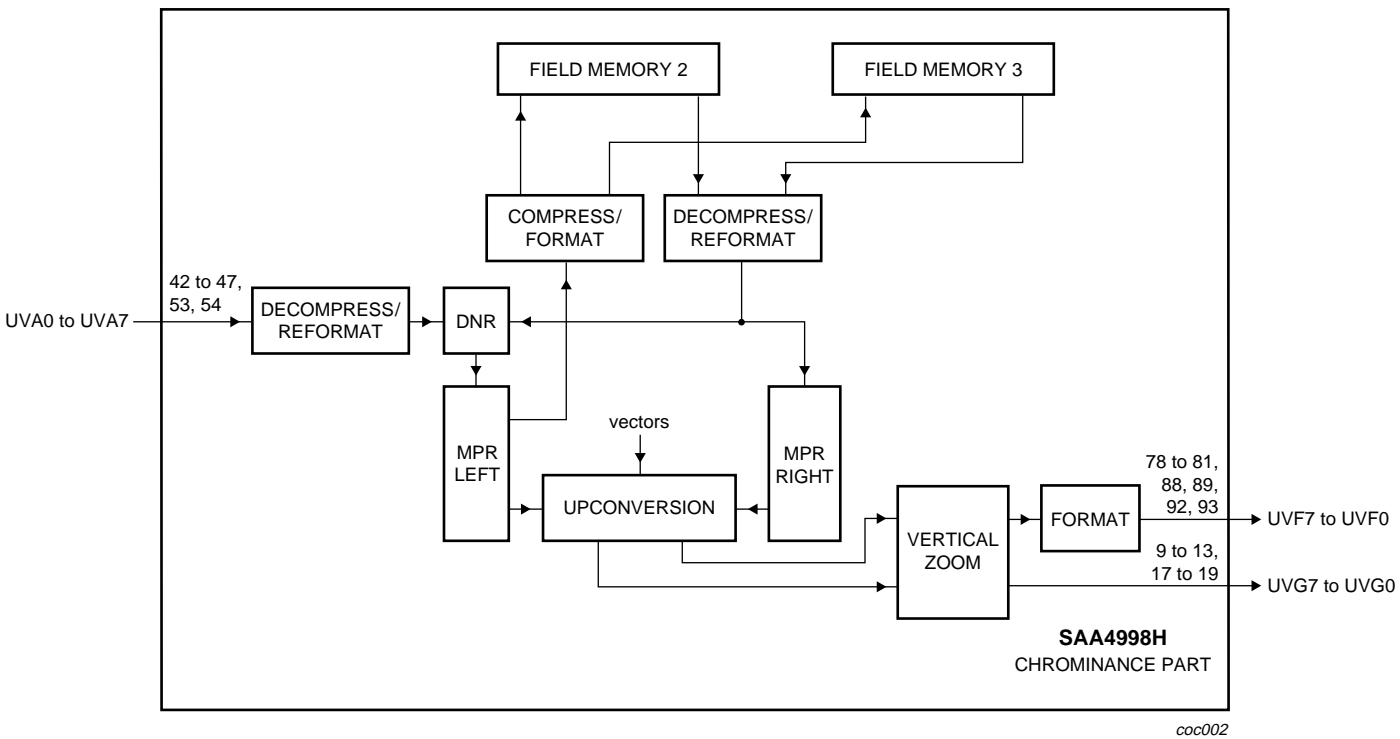 FIELD MEMORY 2
FIELD MEMORY 3
COMPRESS/
FORMAT
DECOMPRESS/
REFORMAT
42 to 47,
53, 54
UVA0 to UVA7
DECOMPRESS/
REFORMAT
DNR
MPR
LEFT
vectors
UPCONVERSION
MPR
RIGHT
VERTICAL
ZOOM
FORMAT
78 to 81,
88, 89,
92, 93
UVF7 to UVF0
9 to 13,
17 to 19
UVG7 to UVG0
SAA4998H
CHROMINANCE PART
coc002